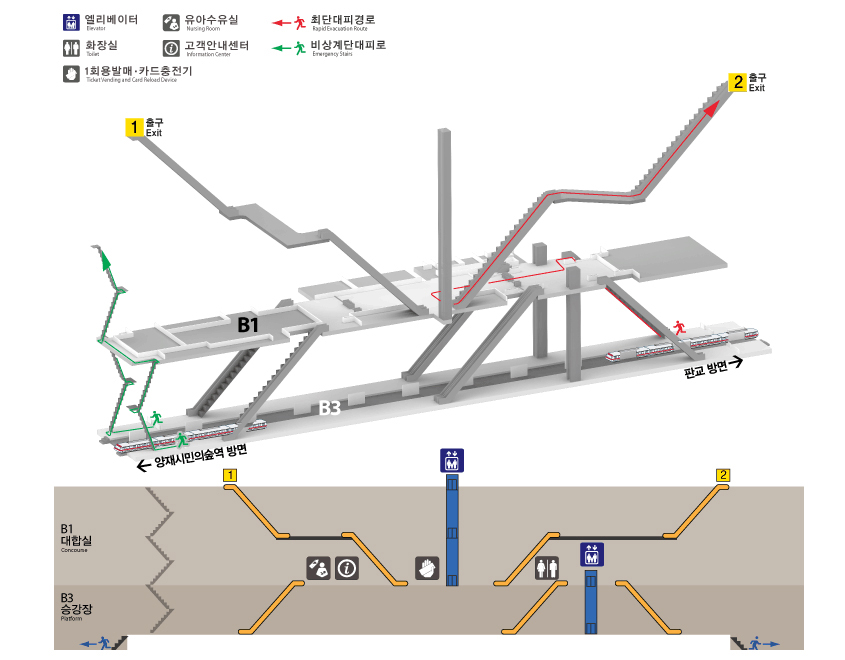 엘리베이터
Elevator
유아수유실
Nursing Room
최단대피경로
Rapid Evacuation Route
화장실
Toilet
고객안내센터
Information Center
비상계단대피로
Emergency Stairs
1회용발매·카드충전기
Ticket Vending and Card Reload Device
2 출구
Exit
1 출구
Exit
B1
B3
판교 방면
양재시민의숲역 방면
1
2
B1
대합실
Concourse
B3
승강장
Platform